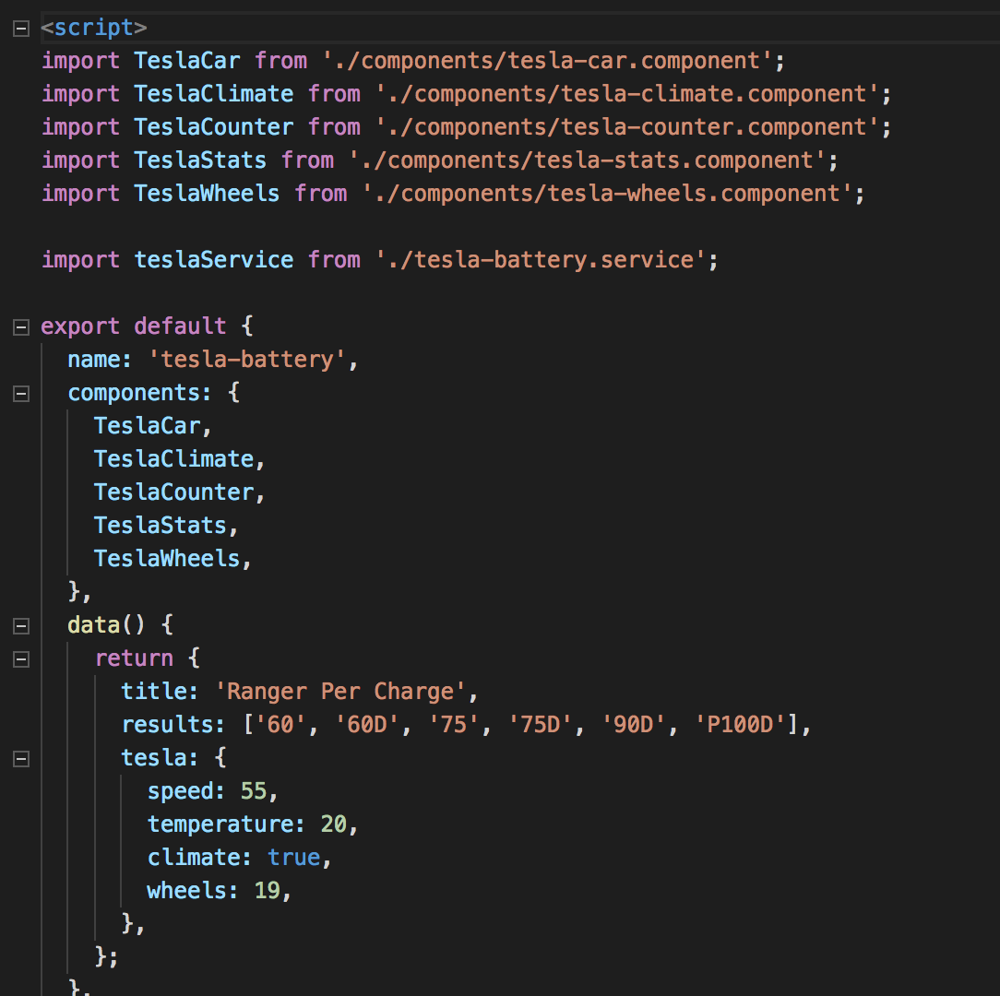 <script>
import TeslaCar from './components/tesla-car.component';
import TeslaClimate from './components/tesla-climate.component';
import TeslaCounter from './components/tesla-counter.component';
import TeslaStats from './components/tesla-stats.component';
import TeslaWheels from './components/tesla-wheels.component';

import teslaService from './tesla-battery.service';

export default {
  name: 'tesla-battery',
  components: {
    TeslaCar,
    TeslaClimate,
    TeslaCounter,
    TeslaStats,
    TeslaWheels,
  },
  data() {
    return {
      title: 'Ranger Per Charge',
      results: ['60', '60D', '75', '75D', '90D', 'P100D'],
      tesla: {
        speed: 55,
        temperature: 20,
        climate: true,
        wheels: 19,
      },
    };
  },